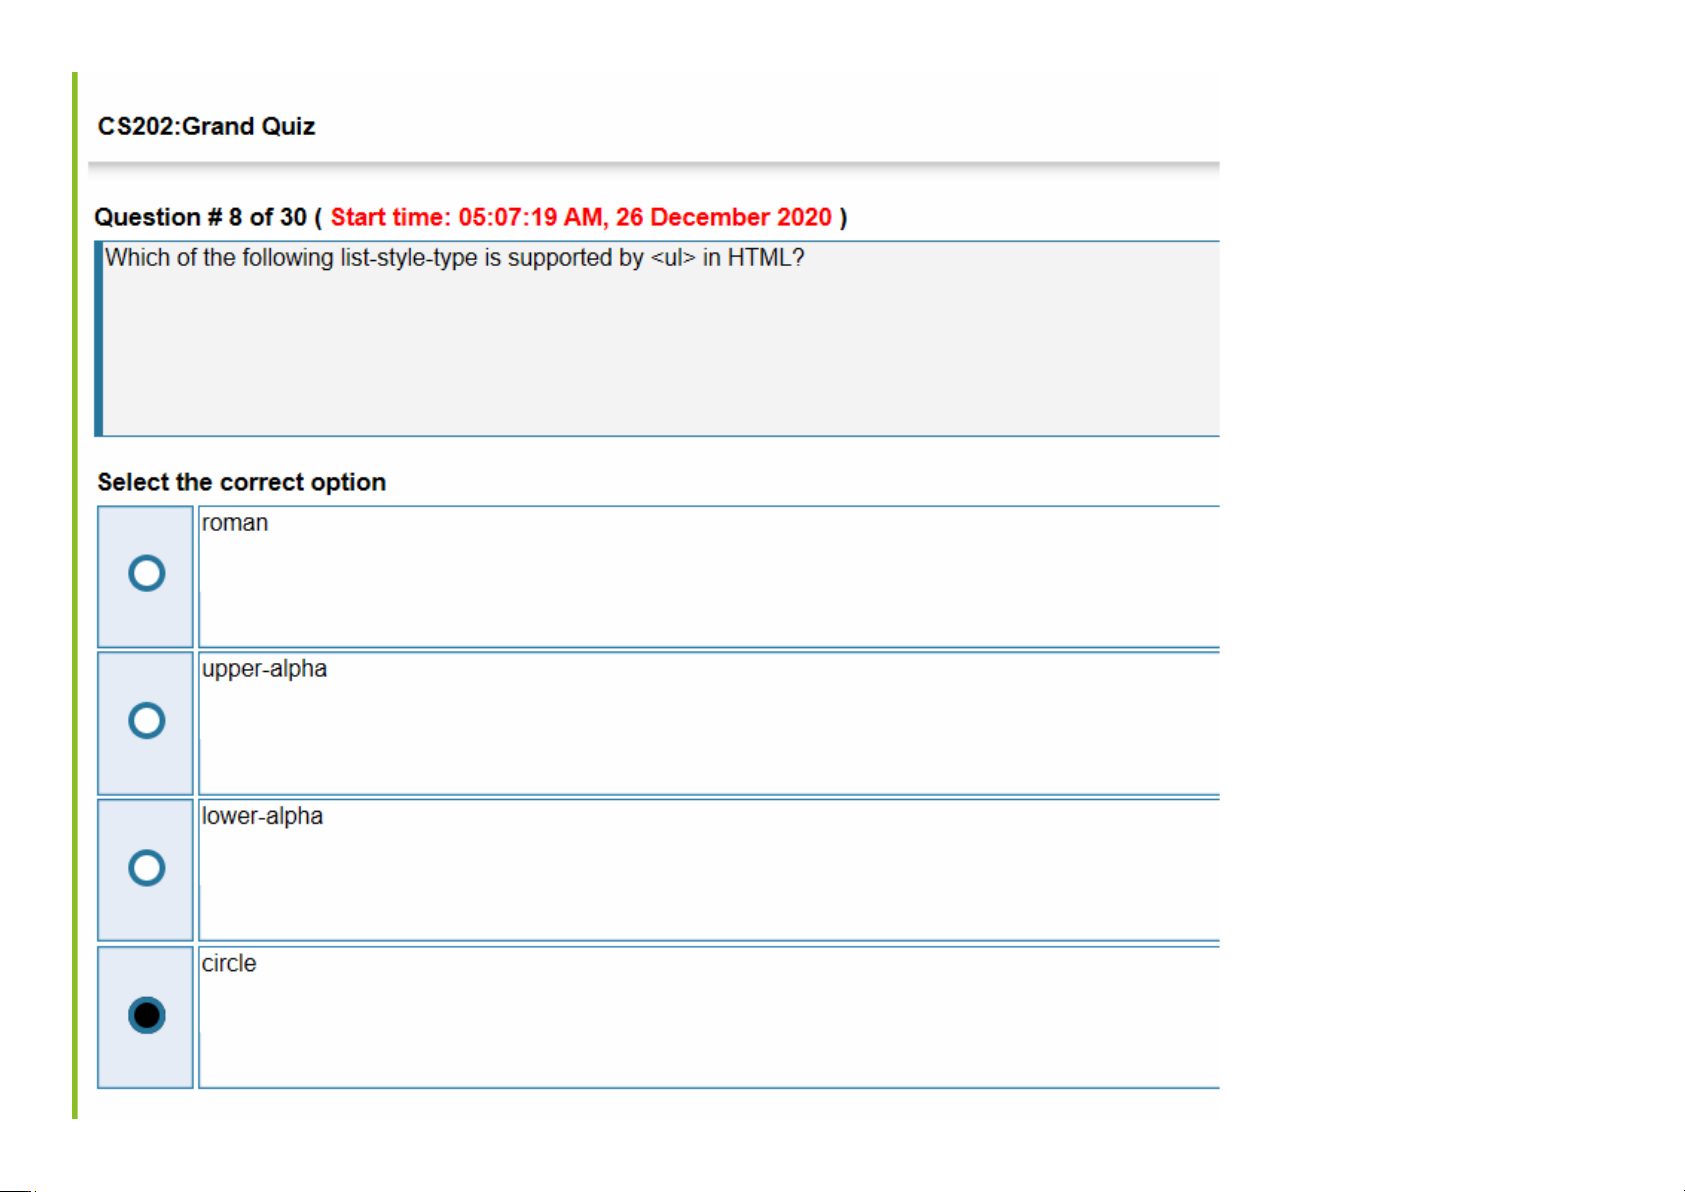 CS202:Grand Quiz
Question # 8 of 30 ( Start time: 05:07:19 AM, 26 December 2020 )
Which of the following list-style-type is supported by <ul> in HTML?
Select the correct option
roman
upper-alpha
lower-alpha
circle